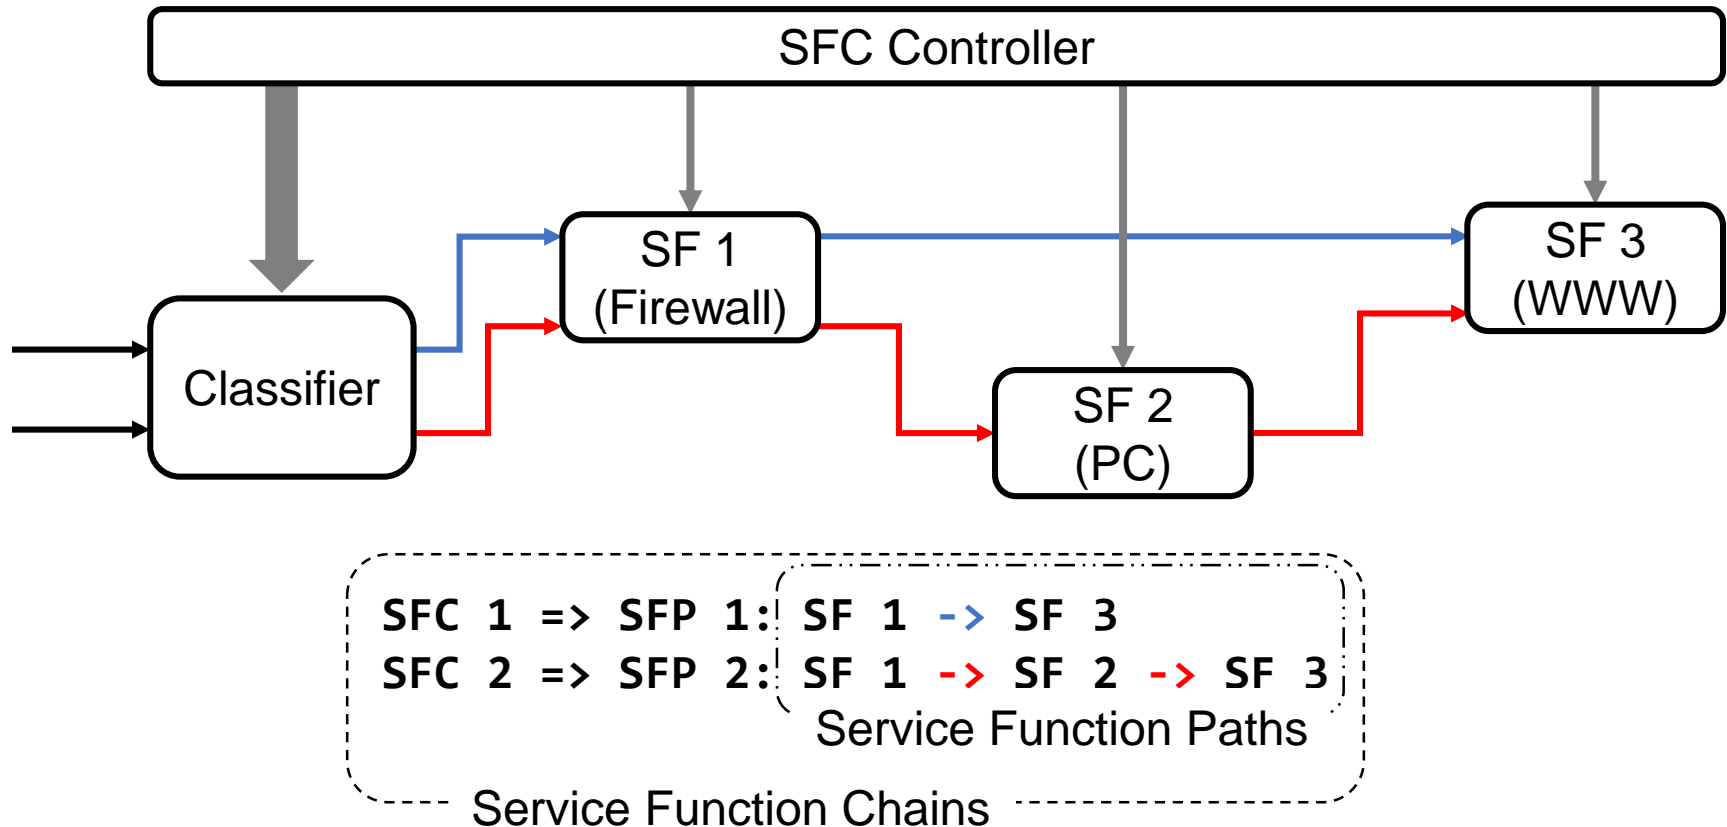 SFC Controller
SF 1
(Firewall)
SF 3
(WWW)
Classifier
SF 2
(PC)
SFC 1 => SFP 1: SF 1 -> SF 3
SFC 2 => SFP 2: SF 1 -> SF 2 -> SF 3
Service Function Paths
Service Function Chains